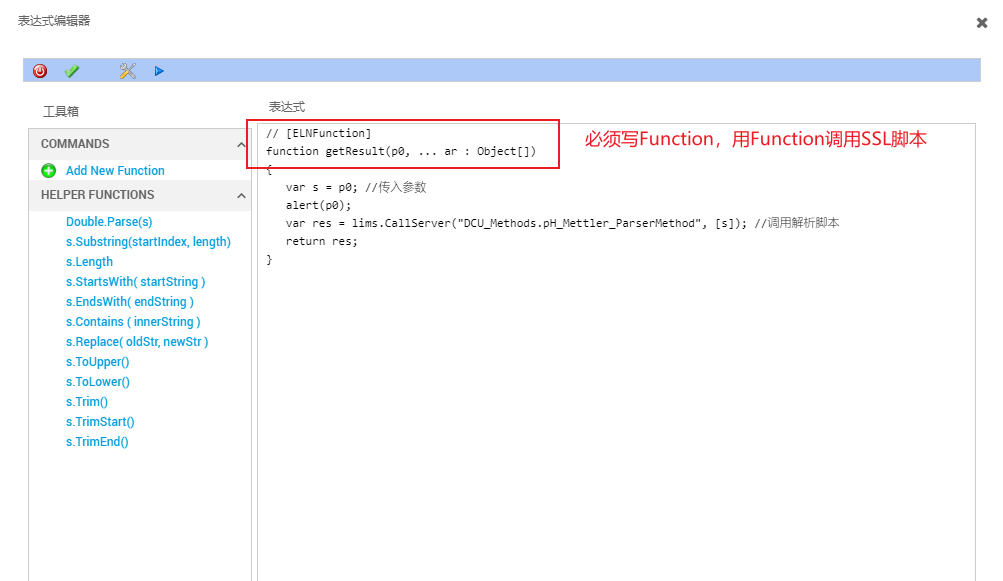 表达式编辑器
工具箱
COMMANDS
Add New Function
HELPER FUNCTIONS
Double.Parse(s)
s.Substring(startIndex, length)
s.Length
s.StartsWith( startString )
s.EndsWith( endString )
s.Contains ( innerString )
s.Replace( oldStr, newStr )
s.ToUpper()
s.ToLower()
s.Trim()
s.TrimStart()
s.TrimEnd()
表达式
// [ELNFunction]
function getResult(p0, ... ar : Object[])
{
var s = p0; //传入参数
alert(p0);
var res = lims.CallServer("DCU_Methods.pH_Mettler_ParserMethod", [s]); //调用解析脚本
return res;
}
必须写Function，用Function调用SSL脚本